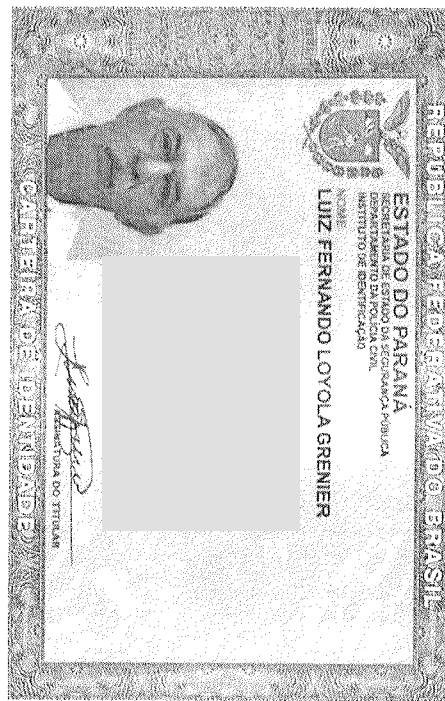 REPÚBLICA FEDERATIVA DO BRASIL
ESTADO DO PARANÁ
SECRETARIA DE ESTADO DA SEGURANÇA PÚBLICA
DEPARTAMENTO DA POLÍCIA CIVIL
INSTITUTO DE IDENTIFICAÇÃO
NOME
LUIZ FERNANDO LOYOLA GRENIER
ASSINATURA DO TITULAR
CARTEIRA DE IDENTIDADE